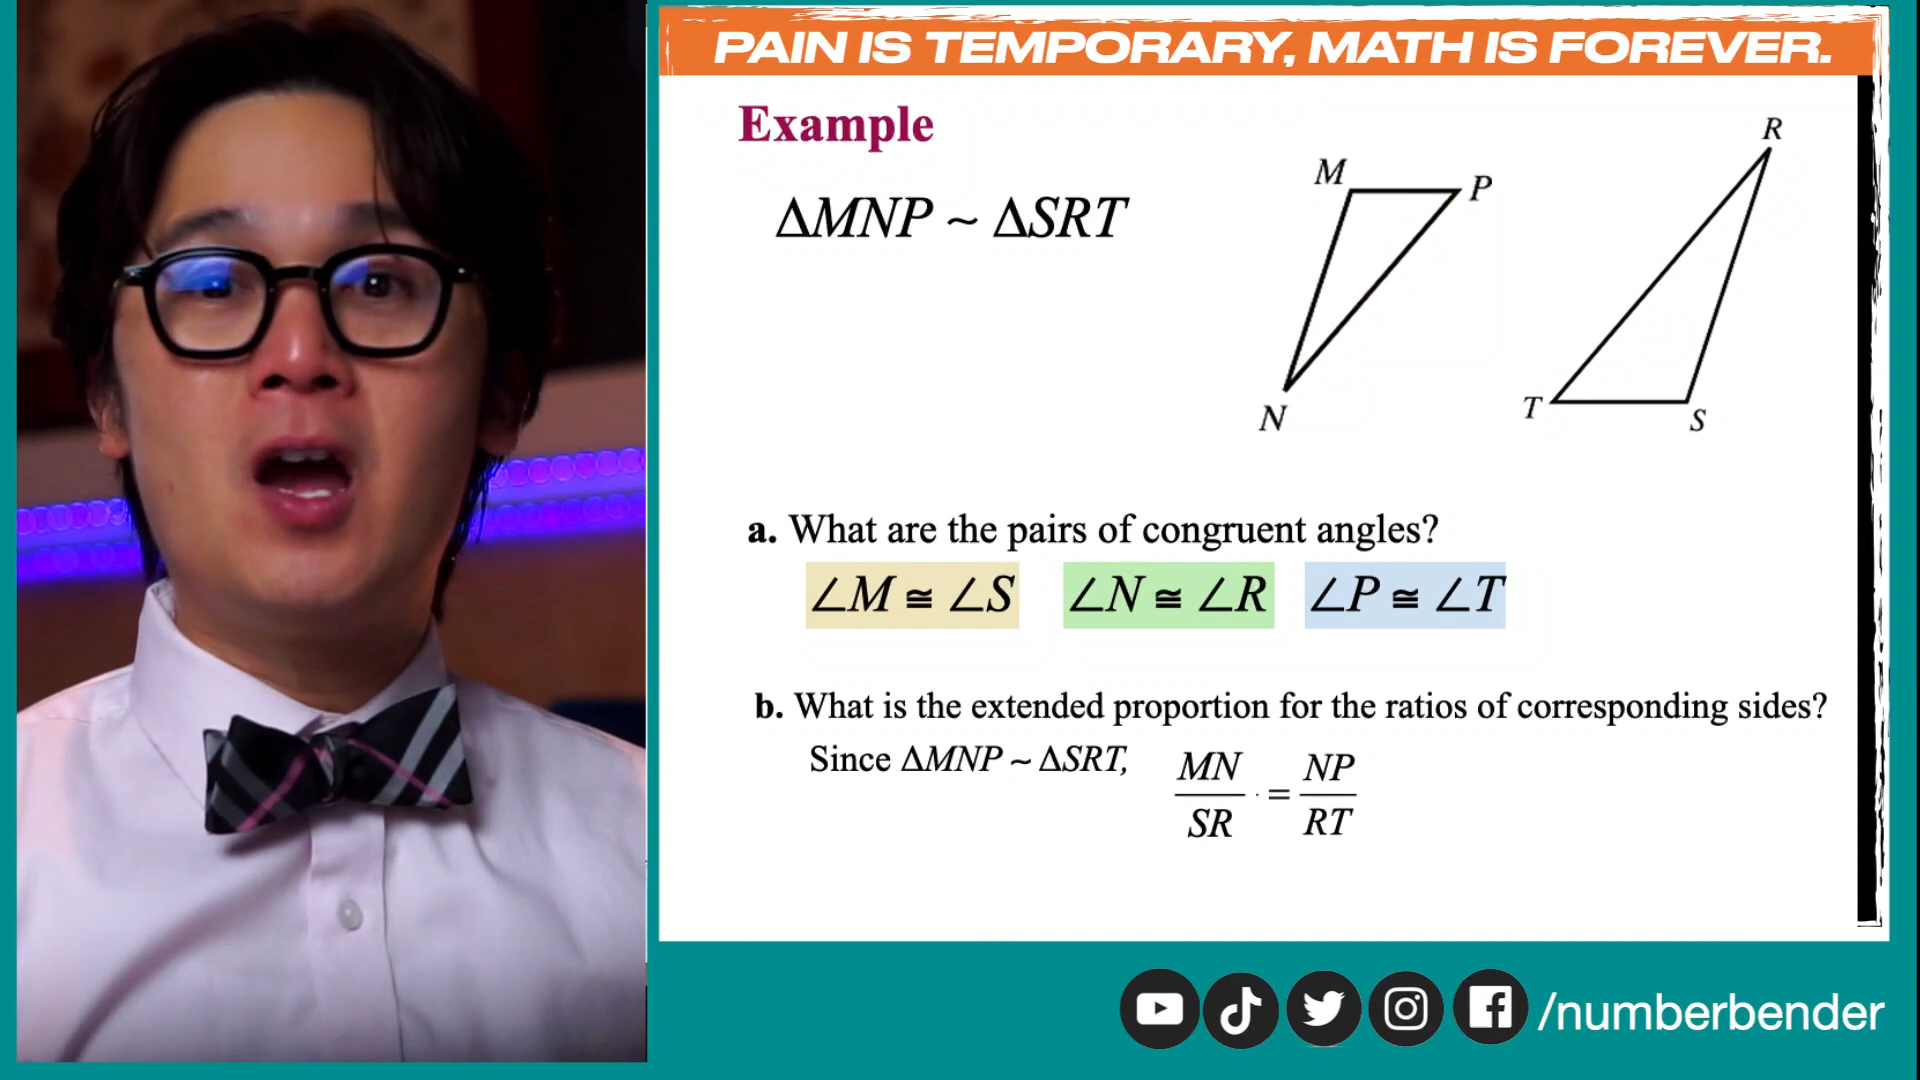 PAIN IS TEMPORARY, MATH IS FOREVER.
Example
ΔMNP ~ ΔSRT
M
P
N
R
T
S
a. What are the pairs of congruent angles?
∠M ≅ ∠S ∠N ≅ ∠R ∠P ≅ ∠T
b. What is the extended proportion for the ratios of corresponding sides?
Since ΔMNP ~ ΔSRT, MN/SR = NP/RT
/numberbender